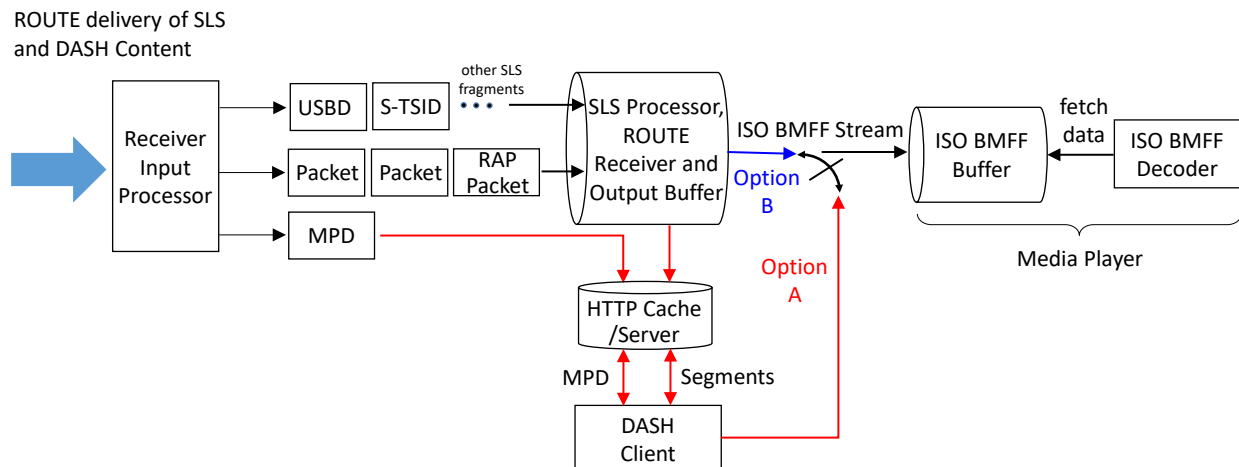 ROUTE delivery of SLS
and DASH Content
Receiver
Input
Processor
USBD
S-TSID
other SLS
fragments
Packet
Packet
RAP
Packet
MPD
SLS Processor,
ROUTE
Receiver and
Output Buffer
ISO BMFF Stream
Option
B
Option
A
ISO BMFF
Buffer
fetch
data
ISO BMFF
Decoder
Media Player
HTTP Cache
/Server
MPD
Segments
DASH
Client